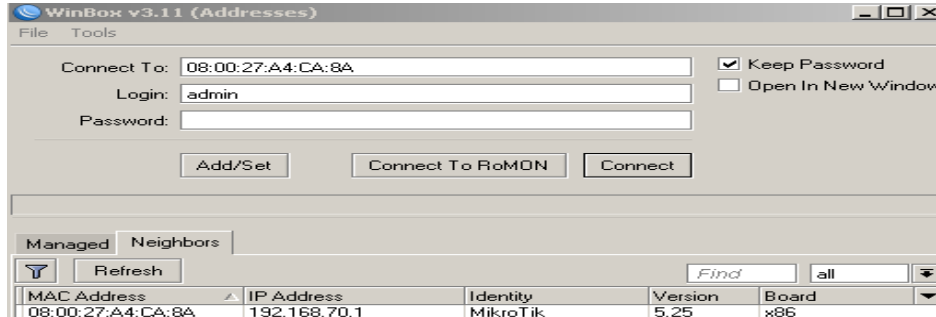 WinBox v3.11 (Addresses)
File Tools
Connect To: 08:00:27:A4:CA:8A
Keep Password
Login: admin
Open In New Window
Password:
Add/Set Connect To RoMON Connect
Managed Neighbors
Refresh Find all
MAC Address IP Address Identity Version Board
08:00:27:A4:CA:8A 192.168.70.1 MikroTik 5.25 x86